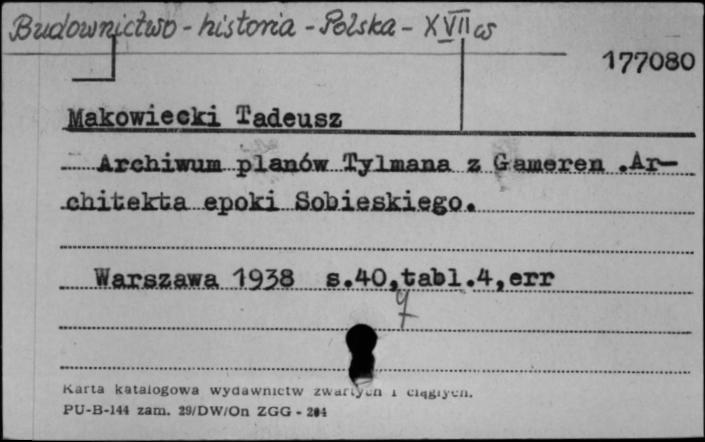 Budownictwo - historia - Polska - XVII w
177080
Makowiecki Tadeusz
Archiwum planów Tylmana z Gameren .Ar-
chitekta epoki Sobieskiego.
Warszawa 1938 s.40,tabl.4,err
Karta katalogowa wydawnictw zwartych i ciągłych.
PU-B-144 zam. 29/DW/On ZGG - 204